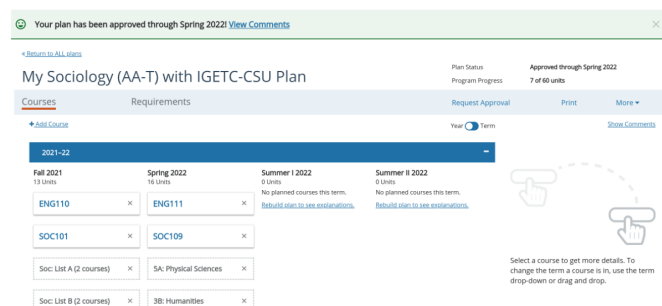 Your plan has been approved through Spring 2022! View Comments
< Return to ALL plans
My Sociology (AA-T) with IGETC-CSU Plan
Plan Status Approved through Spring 2022
Program Progress 7 of 60 units
Courses Requirements Request Approval Print More
+ Add Course Year Term Show Comments
2021–22
Fall 2021 Spring 2022 Summer I 2022 Summer II 2022
13 Units 16 Units 0 Units 0 Units
No planned courses this term. No planned courses this term.
ENG110 × ENG111 × Rebuild plan to see explanations. Rebuild plan to see explanations.
SOC101 × SOC109 ×
Soc: List A (2 courses) × 5A: Physical Sciences ×
Soc: List B (2 courses) × 3B: Humanities ×
Select a course to get more details. To
change the term a course is in, use the term
drop-down or drag and drop.